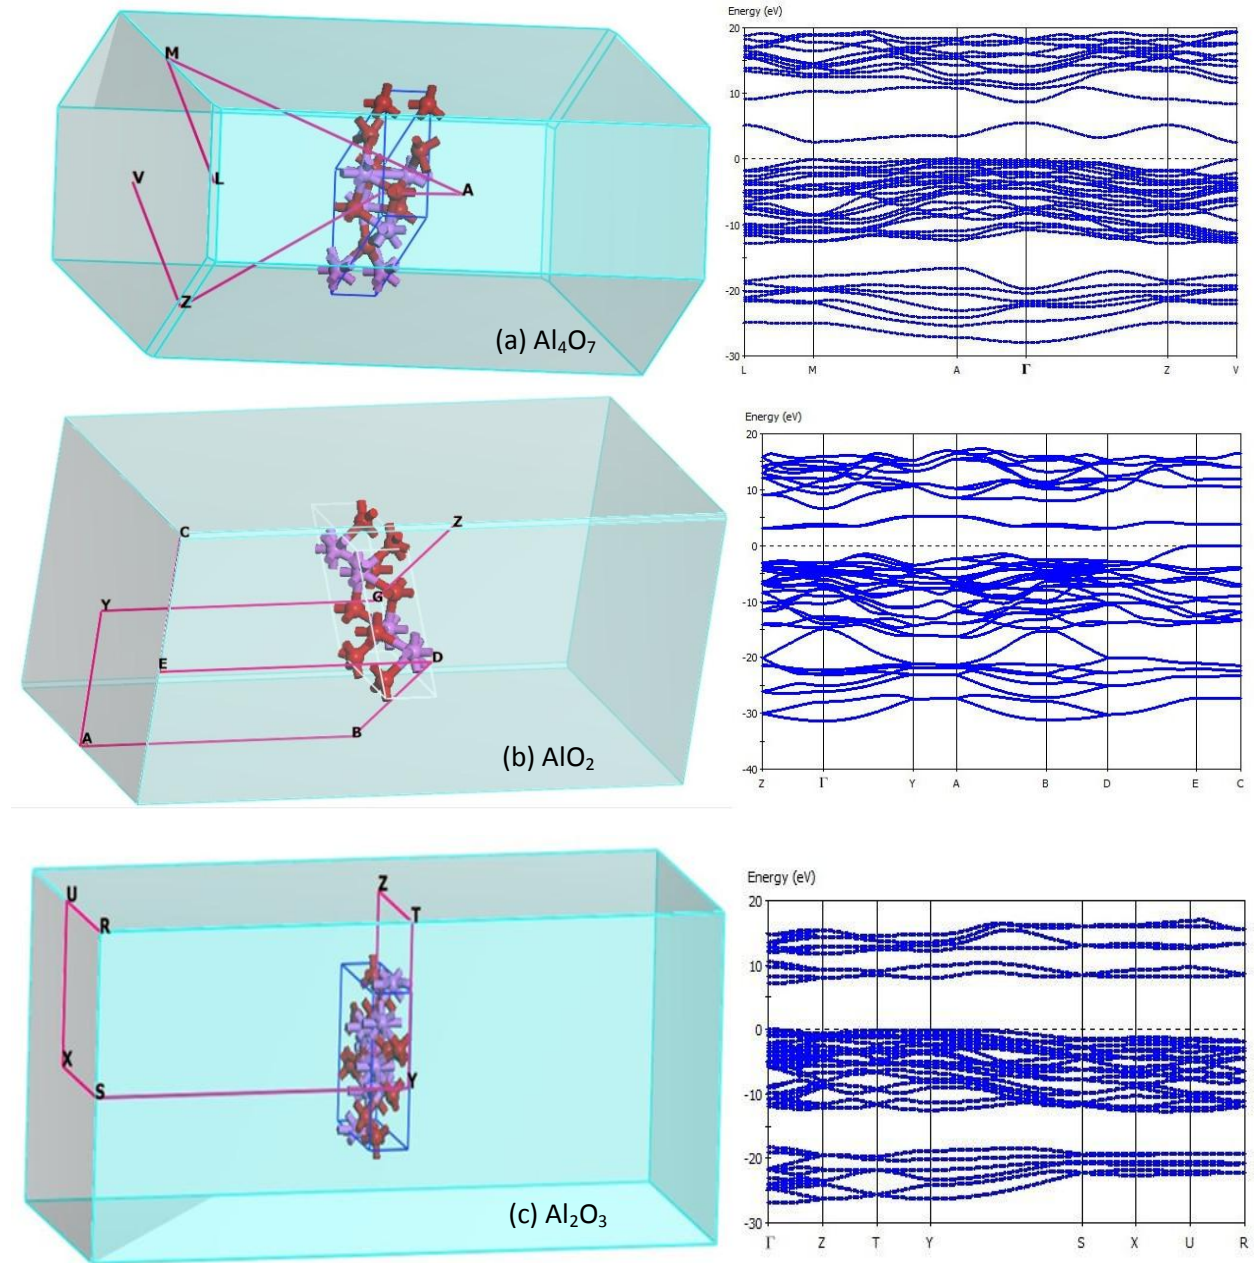 M
V
L
A
Z
(a) Al₄O₇
Energy (eV)
20
10
0
-10
-20
-30
L M A Γ Z V
C
Z
Y
G
E
D
A
B
(b) AlO₂
Energy (eV)
20
10
0
-10
-20
-30
-40
Z Γ Y A B D E C
U
R
Z
T
X
S
Y
(c) Al₂O₃
Energy (eV)
20
10
0
-10
-20
-30
Γ Z T Y S X U R